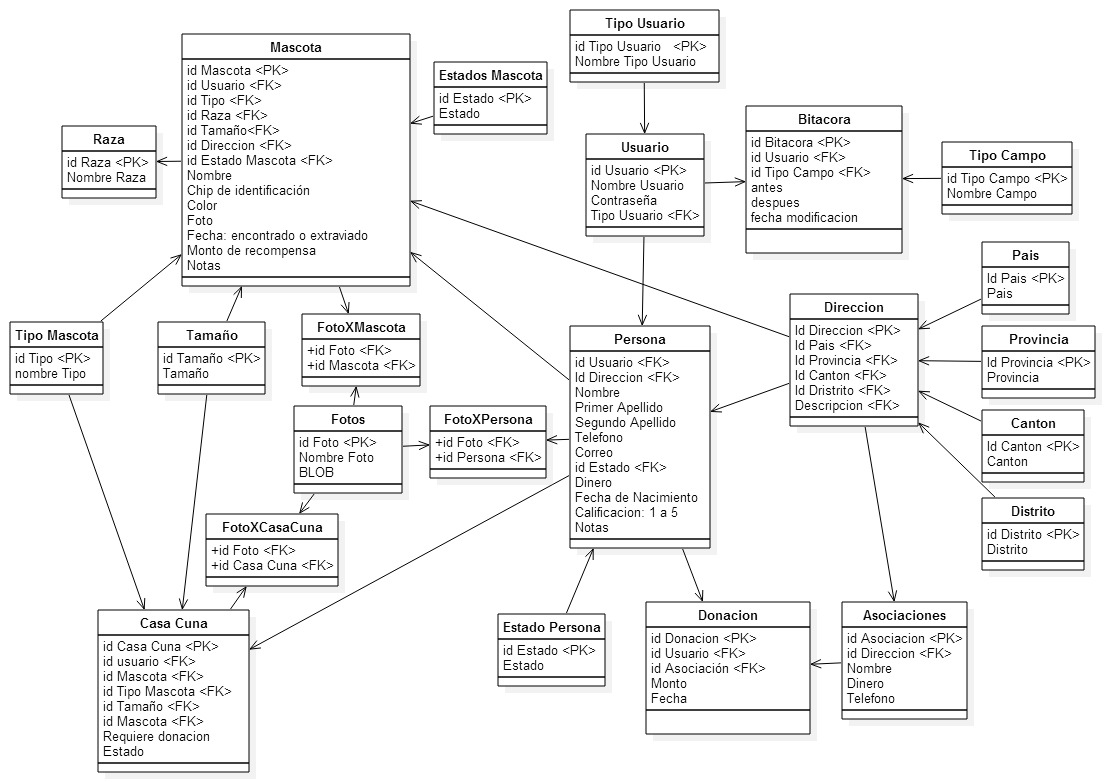 Tipo Usuario
id Tipo Usuario <PK>
Nombre Tipo Usuario
Mascota
id Mascota <PK>
id Usuario <FK>
id Tipo <FK>
id Raza <FK>
id Tamaño<FK>
id Direccion <FK>
id Estado Mascota <FK>
Nombre
Chip de identificación
Color
Foto
Fecha: encontrado o extraviado
Monto de recompensa
Notas
Estados Mascota
id Estado <PK>
Estado
Raza
id Raza <PK>
Nombre Raza
Usuario
id Usuario <PK>
Nombre Usuario
Contraseña
Tipo Usuario <FK>
Bitacora
id Bitacora <PK>
id Usuario <FK>
id Tipo Campo <FK>
antes
despues
fecha modificacion
Tipo Campo
id Tipo Campo <PK>
Nombre Campo
Pais
Id Pais <PK>
Pais
Direccion
Id Direccion <PK>
Id Pais <FK>
Id Provincia <FK>
Id Canton <FK>
Id Dristrito <FK>
Descripcion <FK>
Provincia
Id Provincia <PK>
Provincia
Canton
Id Canton <PK>
Canton
Distrito
id Distrito <PK>
Distrito
Tipo Mascota
id Tipo <PK>
nombre Tipo
Tamaño
id Tamaño <PK>
Tamaño
FotoXMascota
+id Foto <FK>
+id Mascota <FK>
Persona
id Usuario <FK>
Id Direccion <FK>
Nombre
Primer Apellido
Segundo Apellido
Telefono
Correo
id Estado <FK>
Dinero
Fecha de Nacimiento
Calificacion: 1 a 5
Notas
Fotos
id Foto <PK>
Nombre Foto
BLOB
FotoXPersona
+id Foto <FK>
+id Persona <FK>
FotoXCasaCuna
+id Foto <FK>
+id Casa Cuna <FK>
Casa Cuna
id Casa Cuna <PK>
id usuario <FK>
id Mascota <FK>
id Tipo Mascota <FK>
id Tamaño <FK>
id Mascota <FK>
Requiere donacion
Estado
Estado Persona
id Estado <PK>
Estado
Donacion
id Donacion <PK>
id Usuario <FK>
id Asociación <FK>
Monto
Fecha
Asociaciones
id Asociacion <PK>
id Direccion <FK>
Nombre
Dinero
Telefono